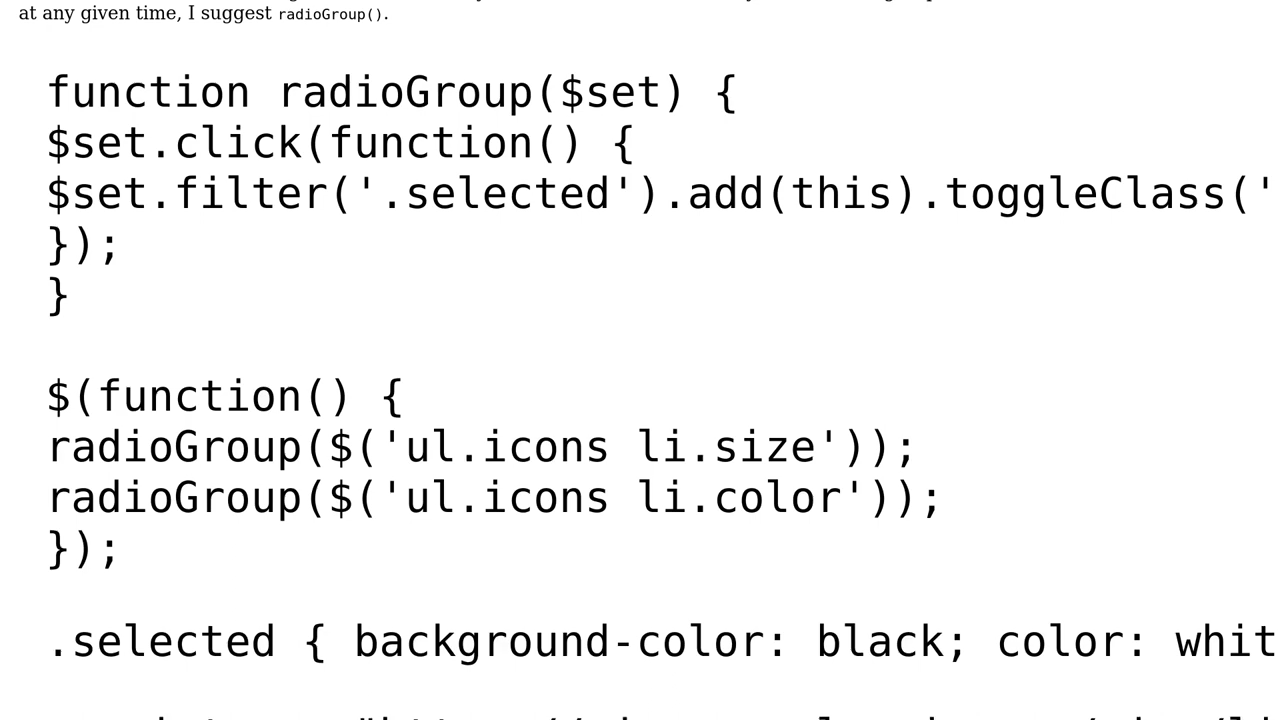 at any given time, I suggest radioGroup().
function radioGroup($set) {
$set.click(function() {
$set.filter('.selected').add(this).toggleClass('
});
}
$(function() {
radioGroup($('ul.icons li.size'));
radioGroup($('ul.icons li.color'));
});
.selected { background-color: black; color: whit